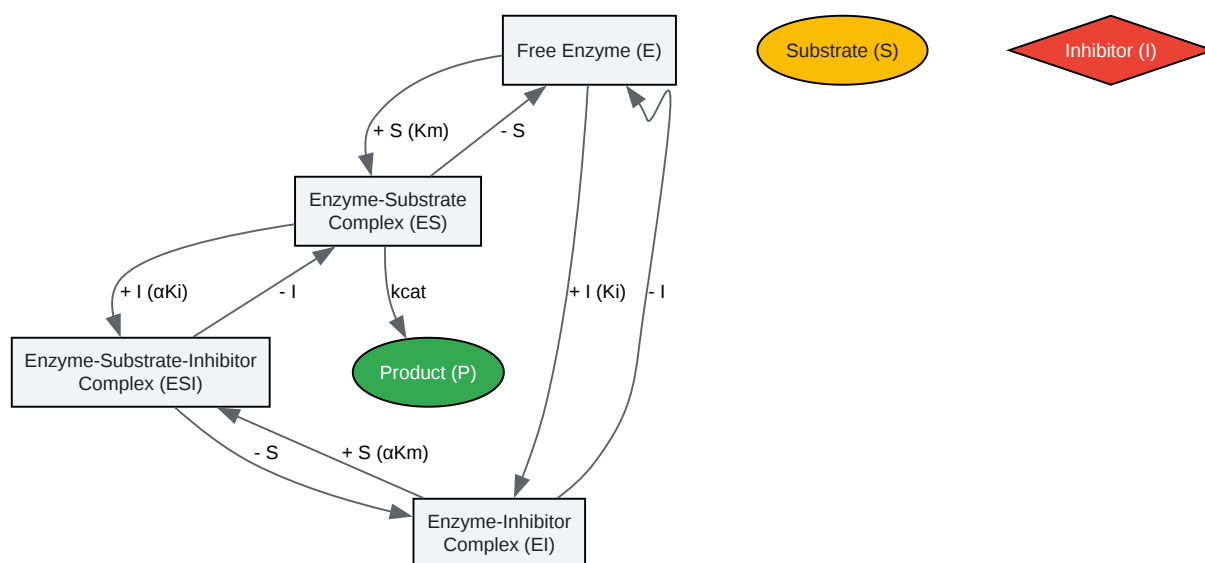 Free Enzyme (E)
Substrate (S)
Inhibitor (I)
+ S (Km)
- S
Enzyme-Substrate
Complex (ES)
+ I (αKi)
- I
kcat
+ I (Ki)
- I
Enzyme-Substrate-Inhibitor
Complex (ESI)
Product (P)
- S
+ S (αKm)
Enzyme-Inhibitor
Complex (EI)